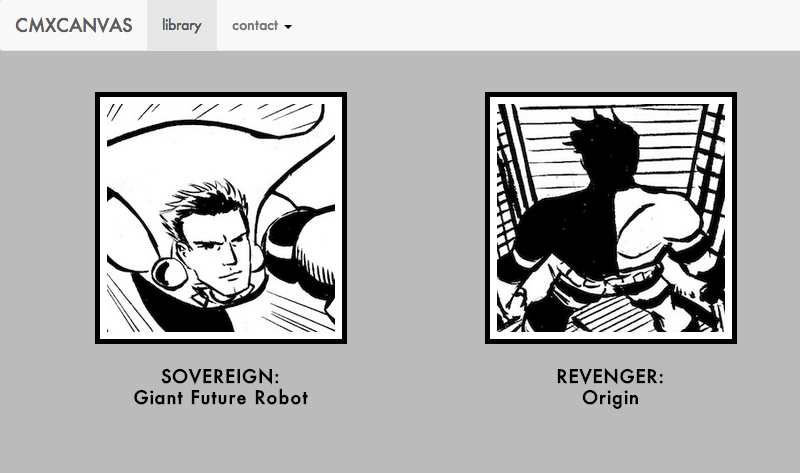 CMXCANVAS library contact
SOVEREIGN:
Giant Future Robot
REVENGER:
Origin